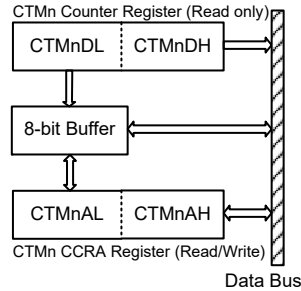 CTMn Counter Register (Read only)
CTMnDL CTMnDH
8-bit Buffer
CTMnAL CTMnAH
CTMn CCRA Register (Read/Write)
Data Bus